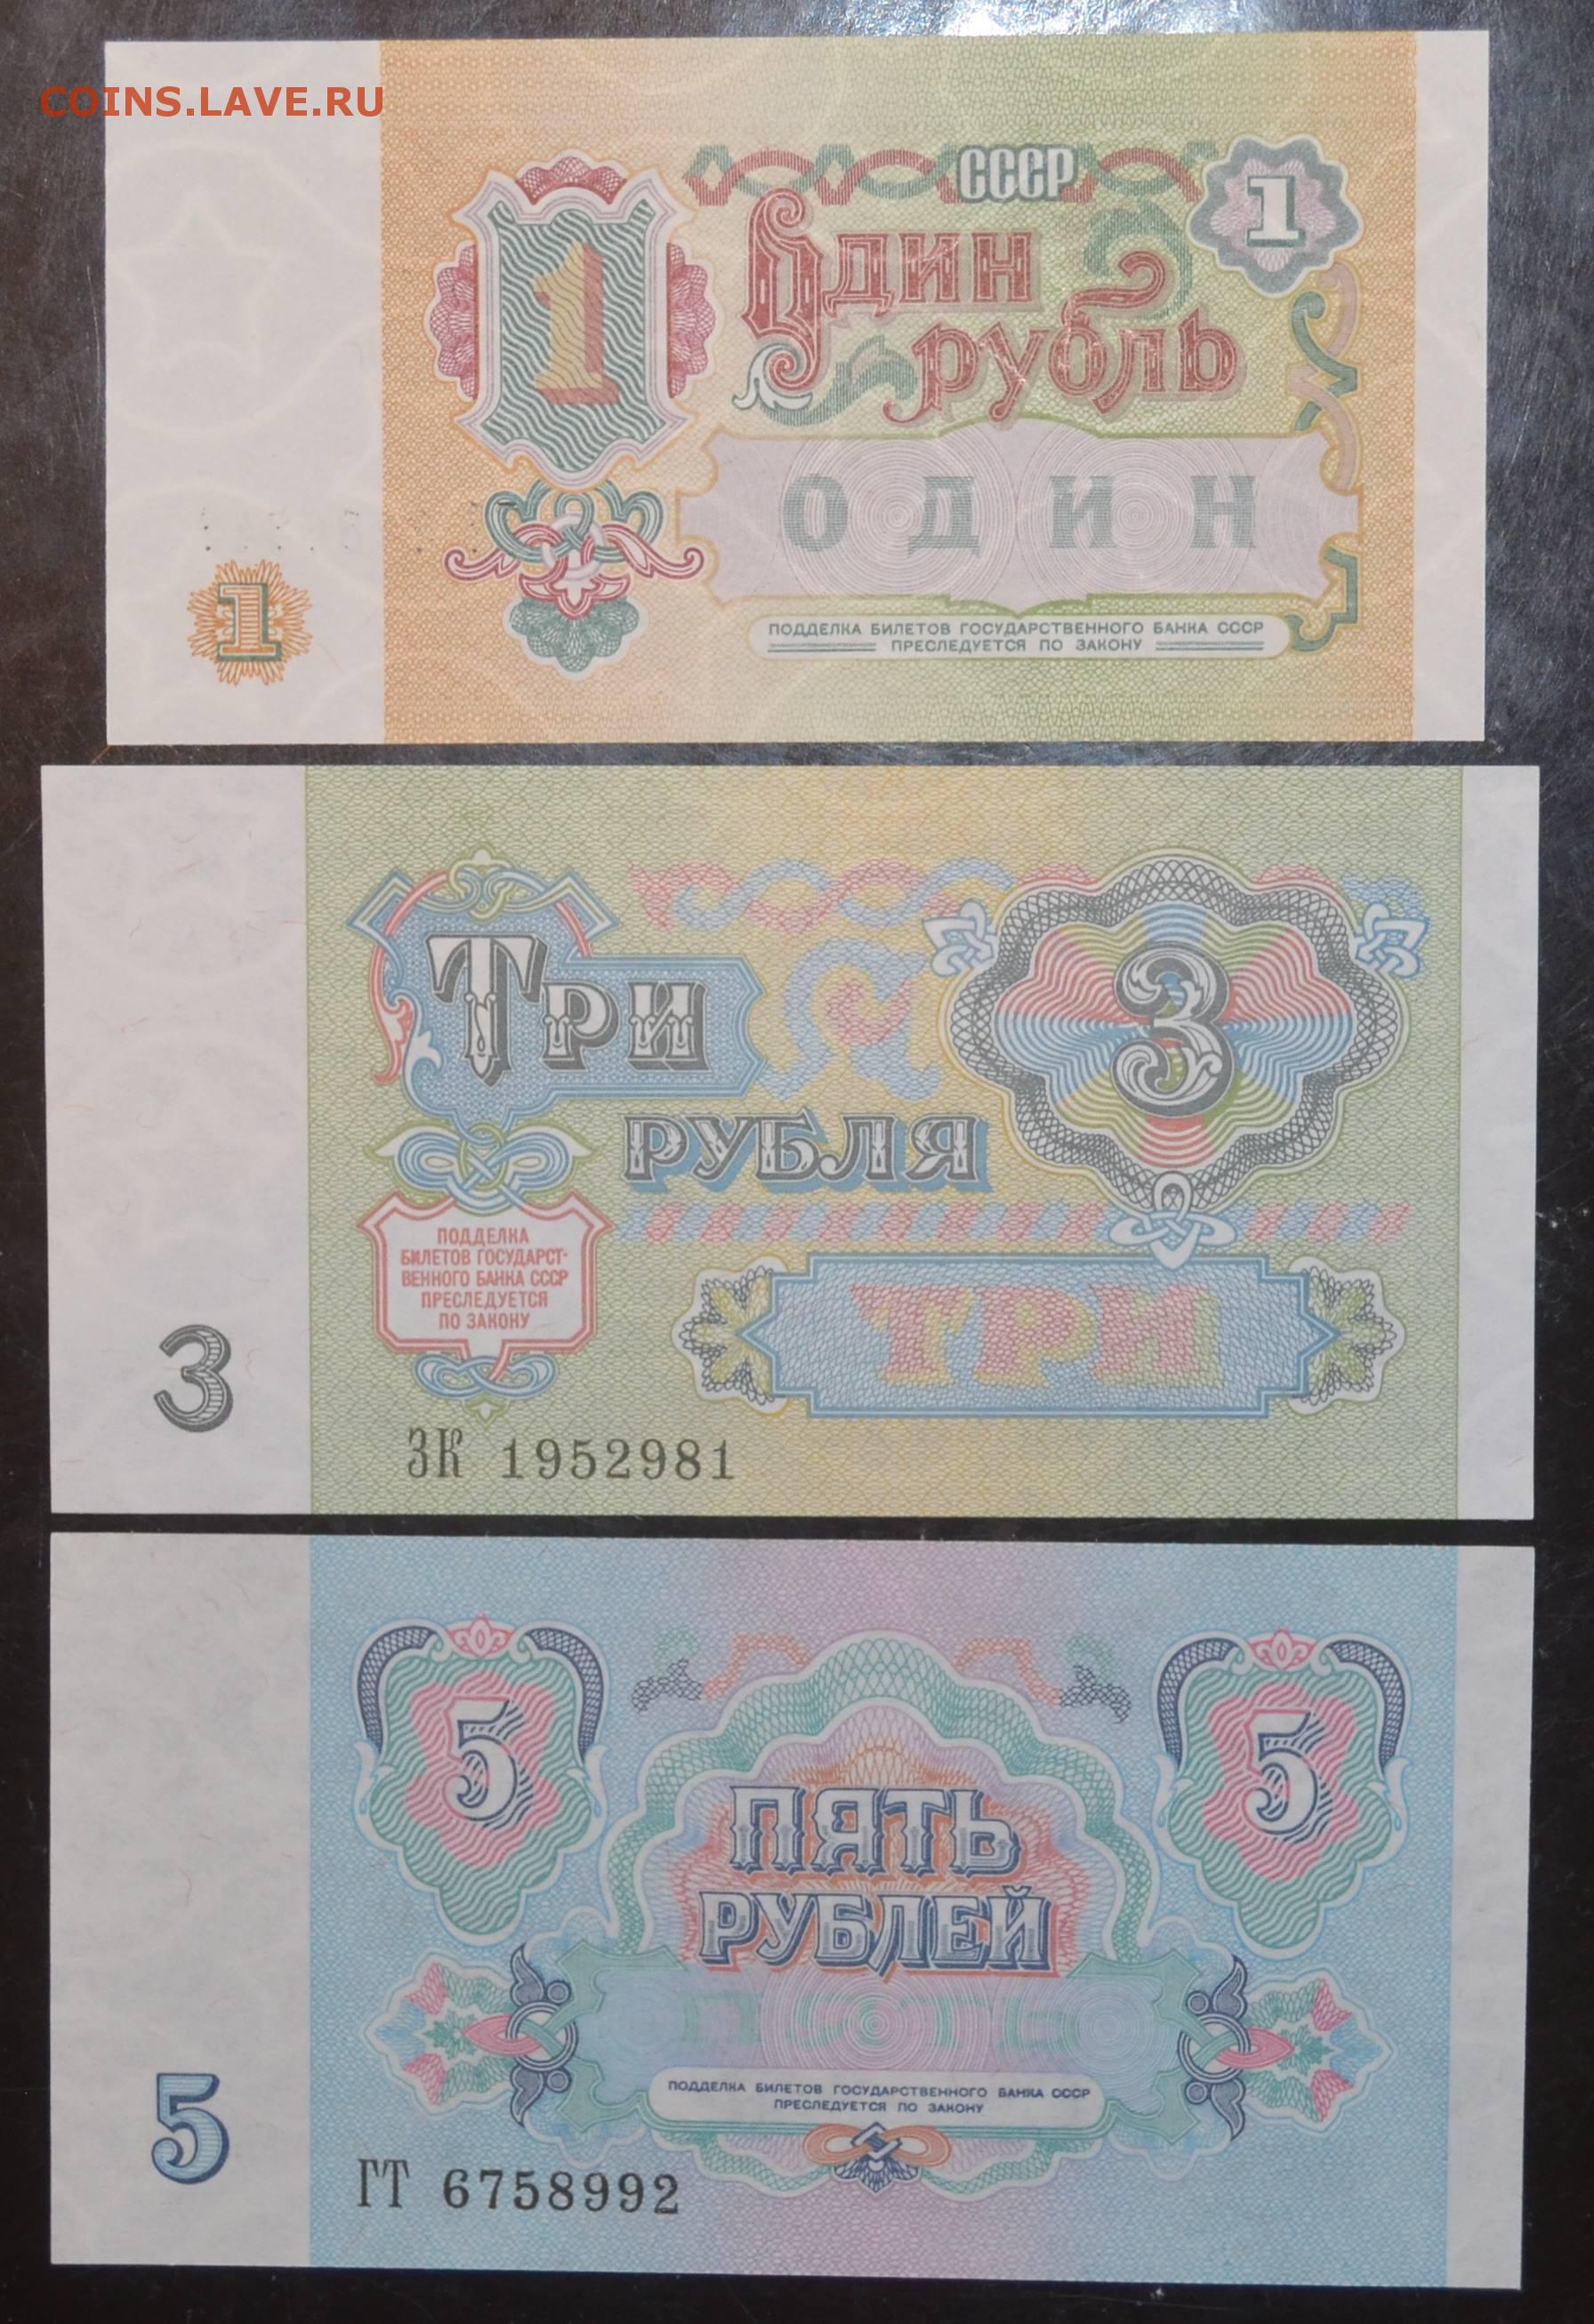 COINS.LAVE.RU
СССР
1
1
Один
рубль
ОДИН
1
ПОДДЕЛКА БИЛЕТОВ ГОСУДАРСТВЕННОГО БАНКА СССР
ПРЕСЛЕДУЕТСЯ ПО ЗАКОНУ
Три
3
РУБЛЯ
ПОДДЕЛКА
БИЛЕТОВ ГОСУДАРСТ-
ВЕННОГО БАНКА СССР
ПРЕСЛЕДУЕТСЯ
ПО ЗАКОНУ
ТРИ
3
ЗК 1952981
5
5
ПЯТЬ
РУБЛЕЙ
ПЯТЬ
ПОДДЕЛКА БИЛЕТОВ ГОСУДАРСТВЕННОГО БАНКА СССР
ПРЕСЛЕДУЕТСЯ ПО ЗАКОНУ
5
ГТ 6758992